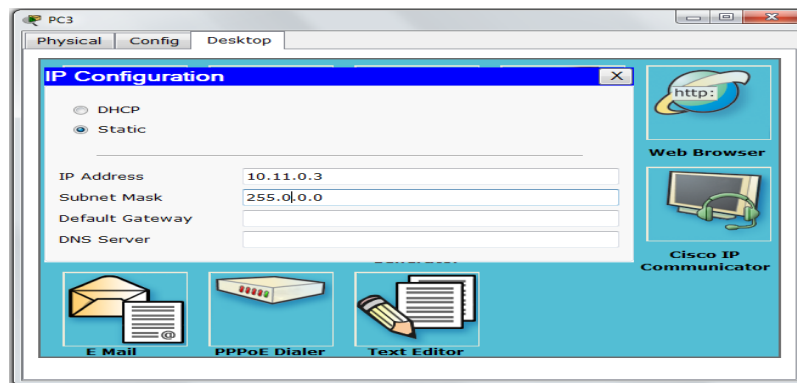 PC3
Physical Config Desktop
IP Configuration X
http:
DHCP
Static
Web Browser
IP Address 10.11.0.3
Subnet Mask 255.0.0.0
Default Gateway
DNS Server
Cisco IP
Communicator
E Mail PPPoE Dialer Text Editor